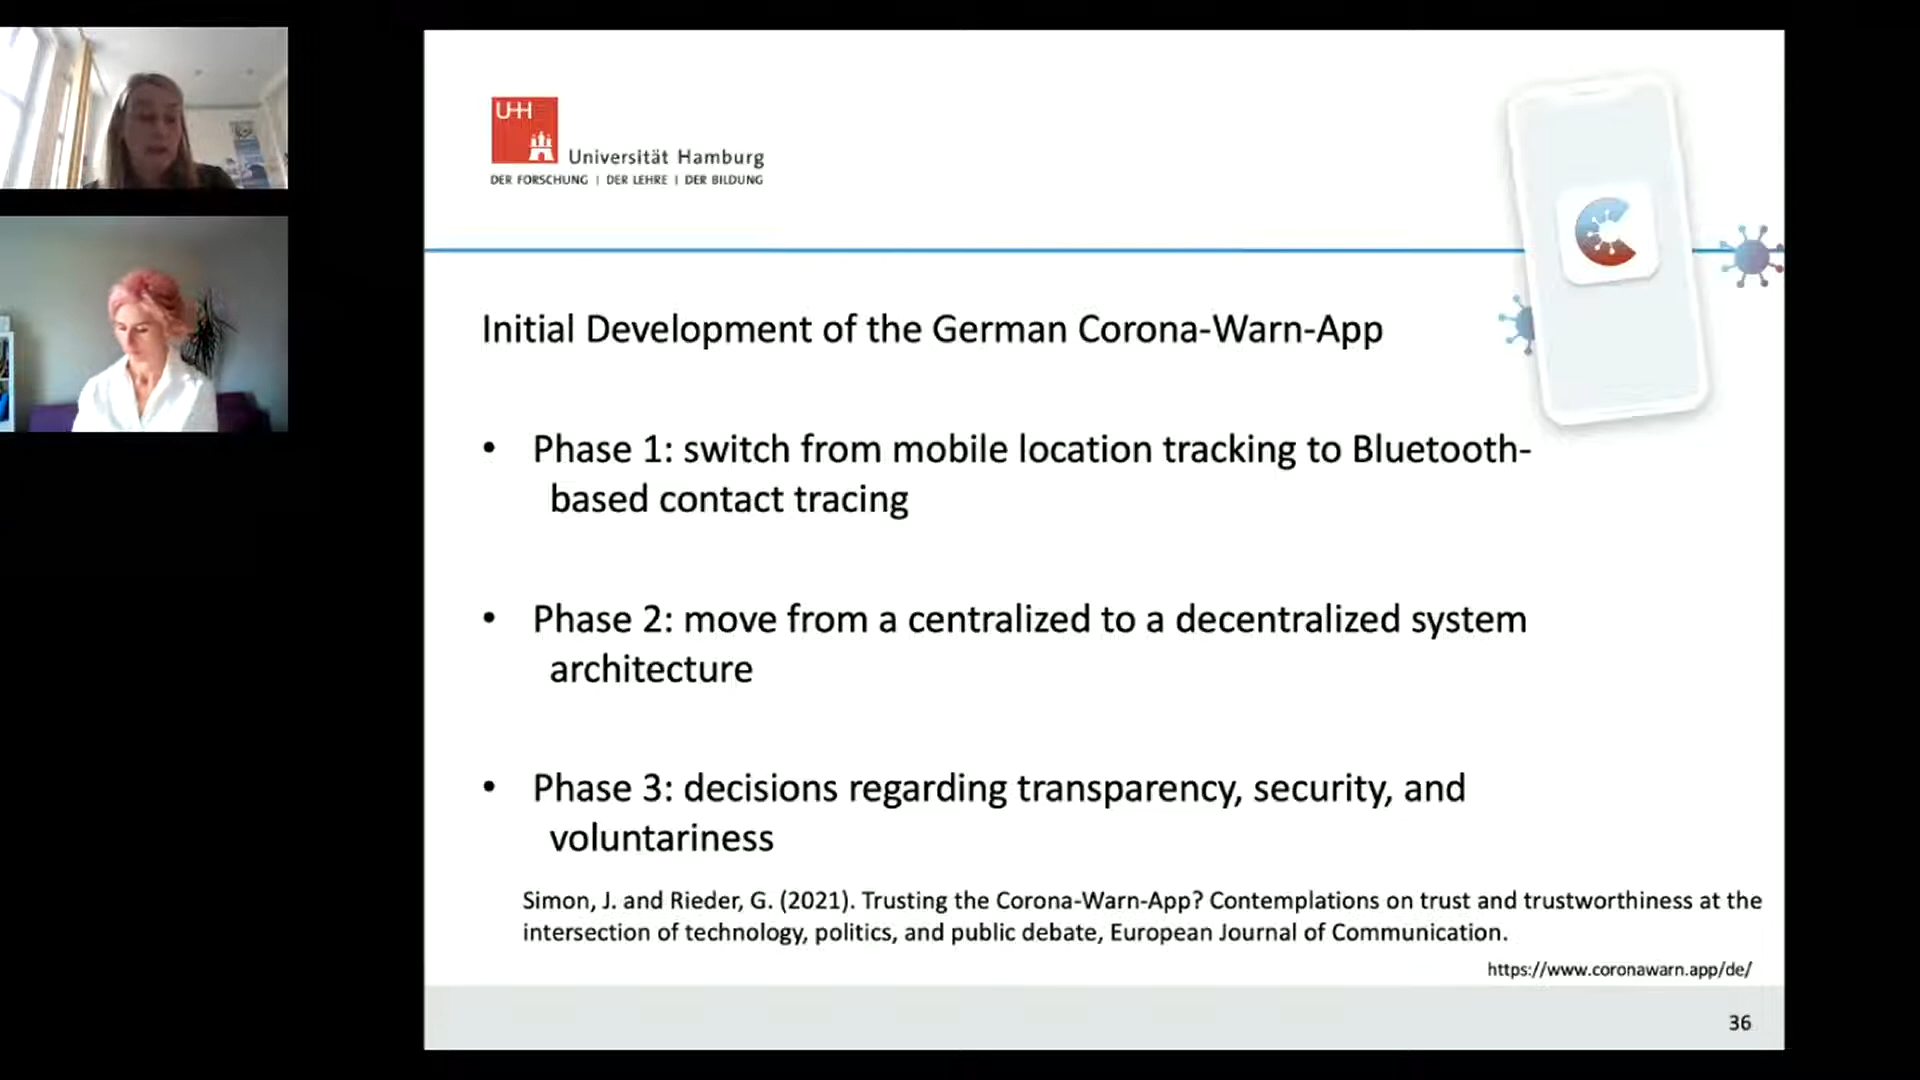 UHH
Universität Hamburg
DER FORSCHUNG | DER LEHRE | DER BILDUNG
Initial Development of the German Corona-Warn-App
• Phase 1: switch from mobile location tracking to Bluetooth-
based contact tracing
• Phase 2: move from a centralized to a decentralized system
architecture
• Phase 3: decisions regarding transparency, security, and
voluntariness
Simon, J. and Rieder, G. (2021). Trusting the Corona-Warn-App? Contemplations on trust and trustworthiness at the
intersection of technology, politics, and public debate, European Journal of Communication.
https://www.coronawarn.app/de/
36